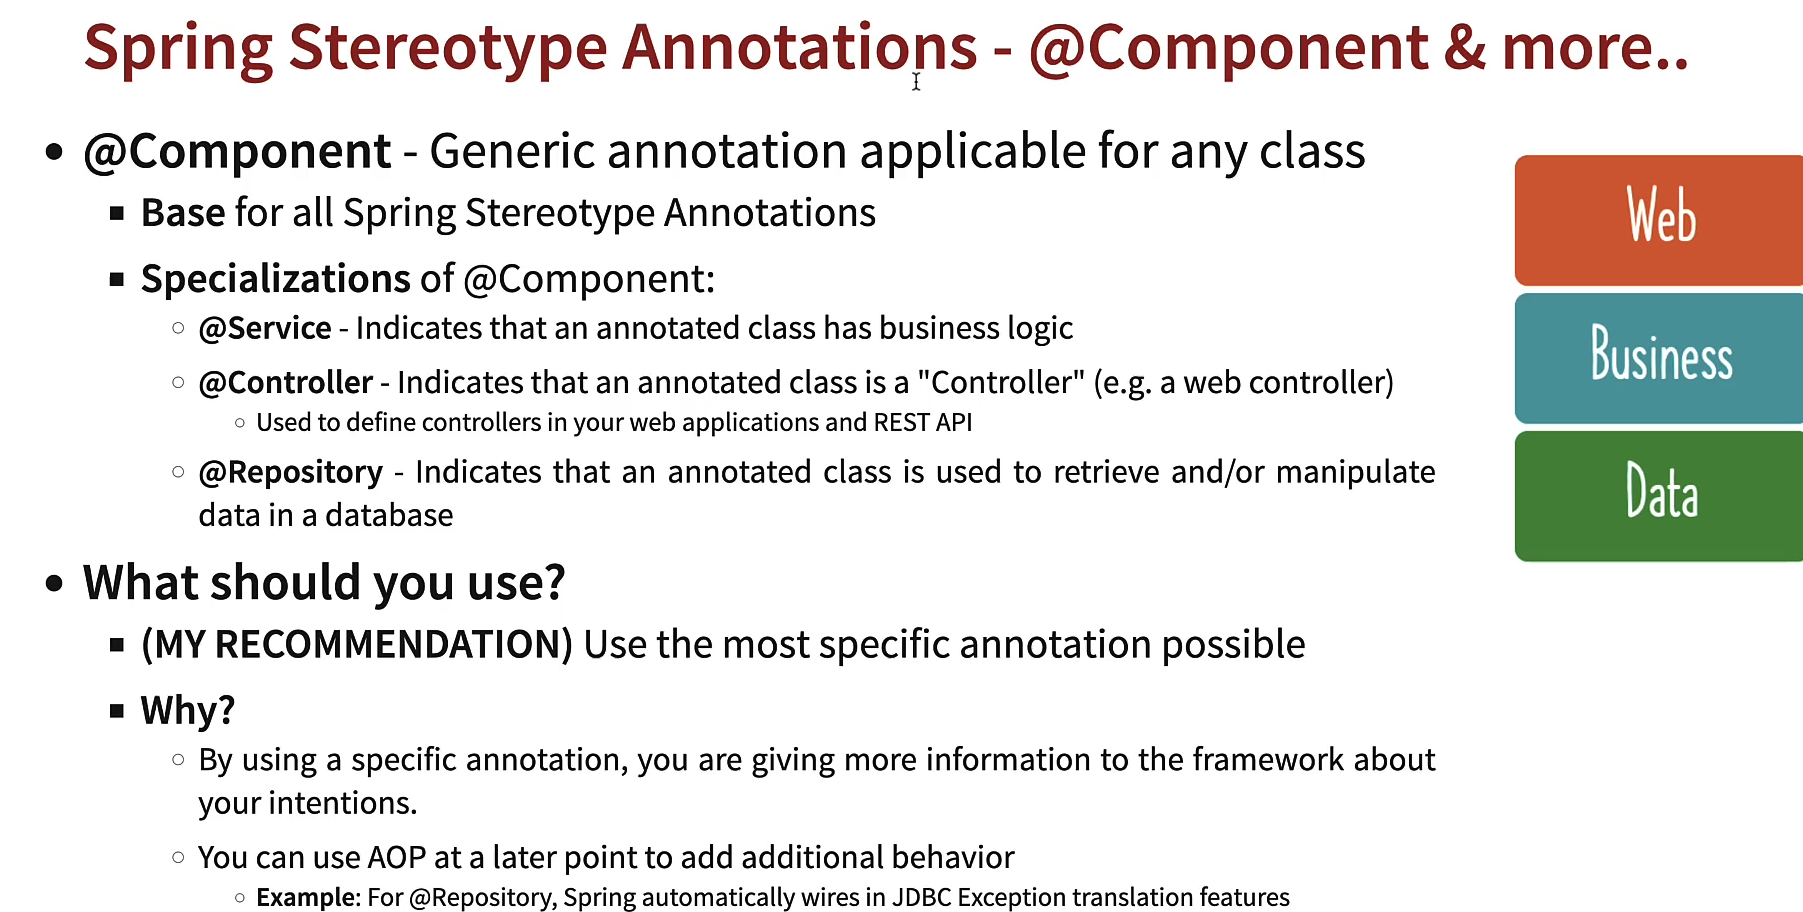 Spring Stereotype Annotations - @Component & more..
@Component - Generic annotation applicable for any class
Base for all Spring Stereotype Annotations
Specializations of @Component:
@Service - Indicates that an annotated class has business logic
@Controller - Indicates that an annotated class is a "Controller" (e.g. a web controller)
Used to define controllers in your web applications and REST API
@Repository - Indicates that an annotated class is used to retrieve and/or manipulate
data in a database
What should you use?
(MY RECOMMENDATION) Use the most specific annotation possible
Why?
By using a specific annotation, you are giving more information to the framework about
your intentions.
You can use AOP at a later point to add additional behavior
Example: For @Repository, Spring automatically wires in JDBC Exception translation features
Web
Business
Data